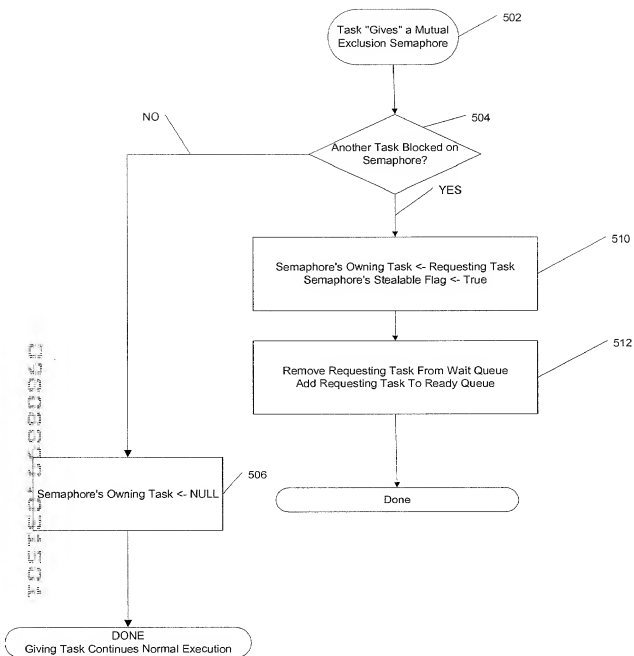 Task "Gives" a Mutual
Exclusion Semaphore
502
504
NO
Another Task Blocked on
Semaphore?
YES
510
Semaphore's Owning Task <- Requesting Task
Semaphore's Stealable Flag <- True
512
Remove Requesting Task From Wait Queue
Add Requesting Task To Ready Queue
506
Semaphore's Owning Task <- NULL
Done
DONE
Giving Task Continues Normal Execution